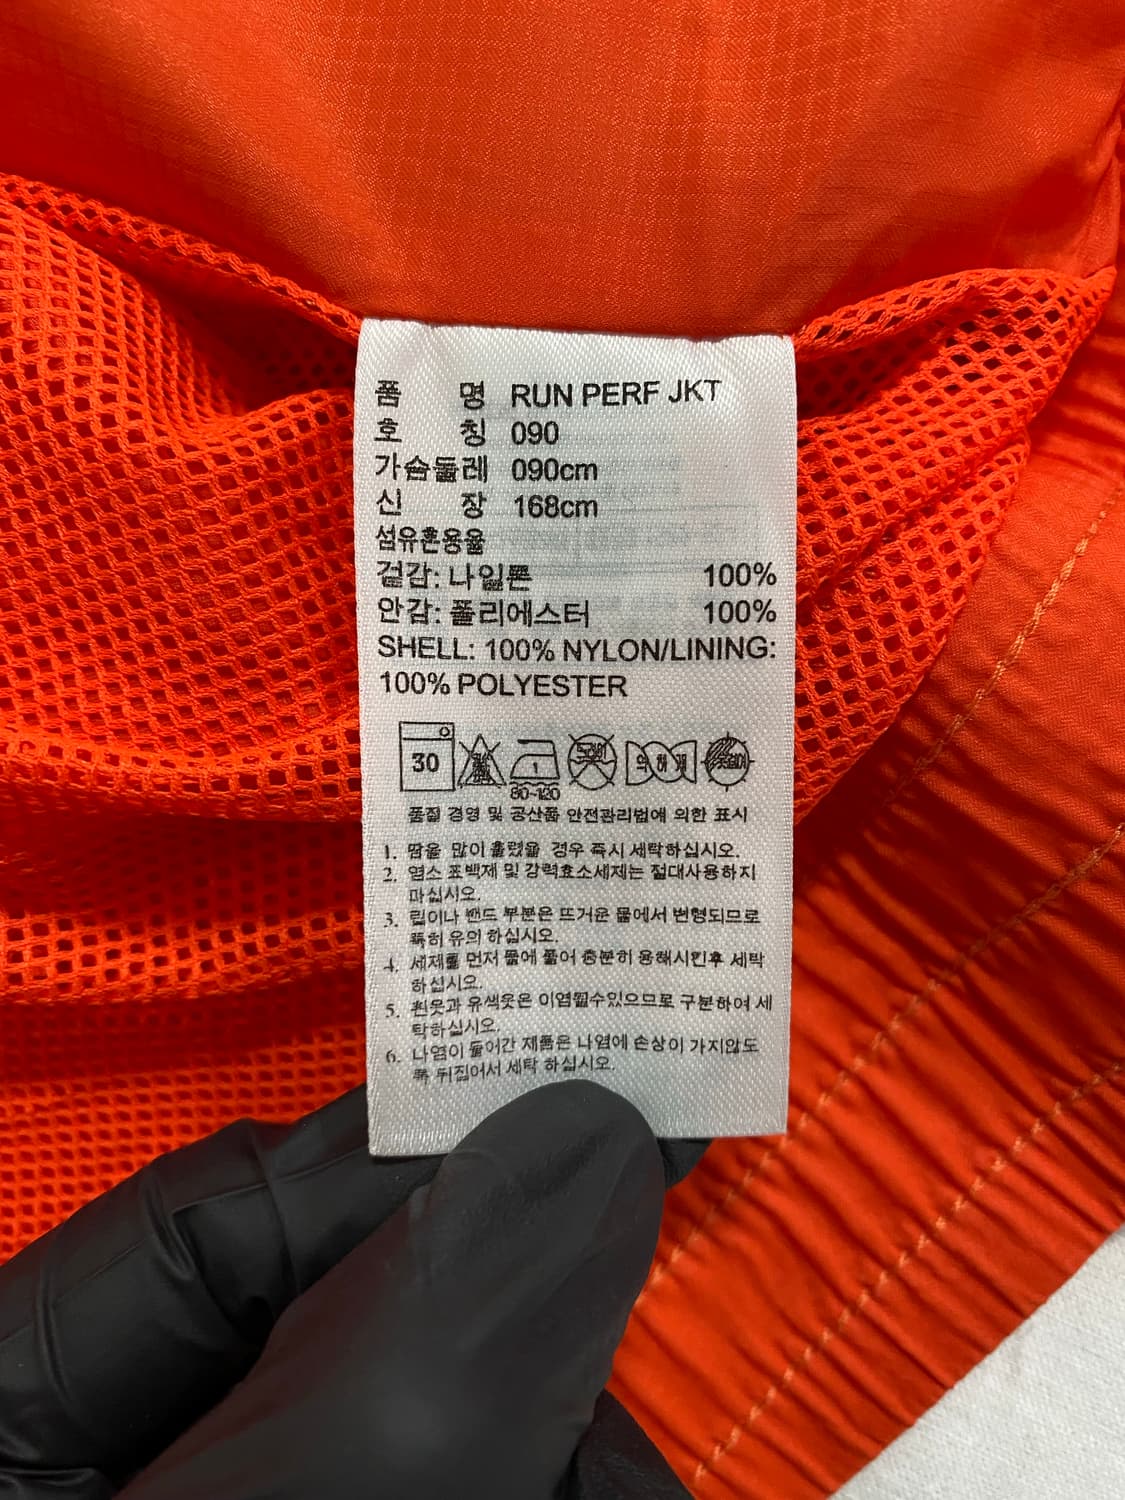 품 명 RUN PERF JKT
호 칭 090
가슴둘레 090cm
신 장 168cm
섬유혼용율
겉감: 나일론 100%
안감: 폴리에스터 100%
SHELL: 100% NYLON/LINING:
100% POLYESTER
30 1 드라이
80~120 약 하 게
품질 경영 및 공산품 안전관리법에 의한 표시
1. 땀을 많이 흘렸을 경우 즉시 세탁하십시오.
2. 염소 표백제 및 강력효소세제는 절대사용하지
마십시오.
3. 립이나 밴드 부분은 뜨거운 물에서 변형되므로
특히 유의 하십시오.
4. 세제를 먼저 물에 풀어 충분히 용해시킨후 세탁
하십시오.
5. 흰옷과 유색옷은 이염될수있으므로 구분하여 세
탁하십시오.
6. 나염이 들어간 제품은 나염에 손상이 가지않도
록 뒤집어서 세탁 하십시오.